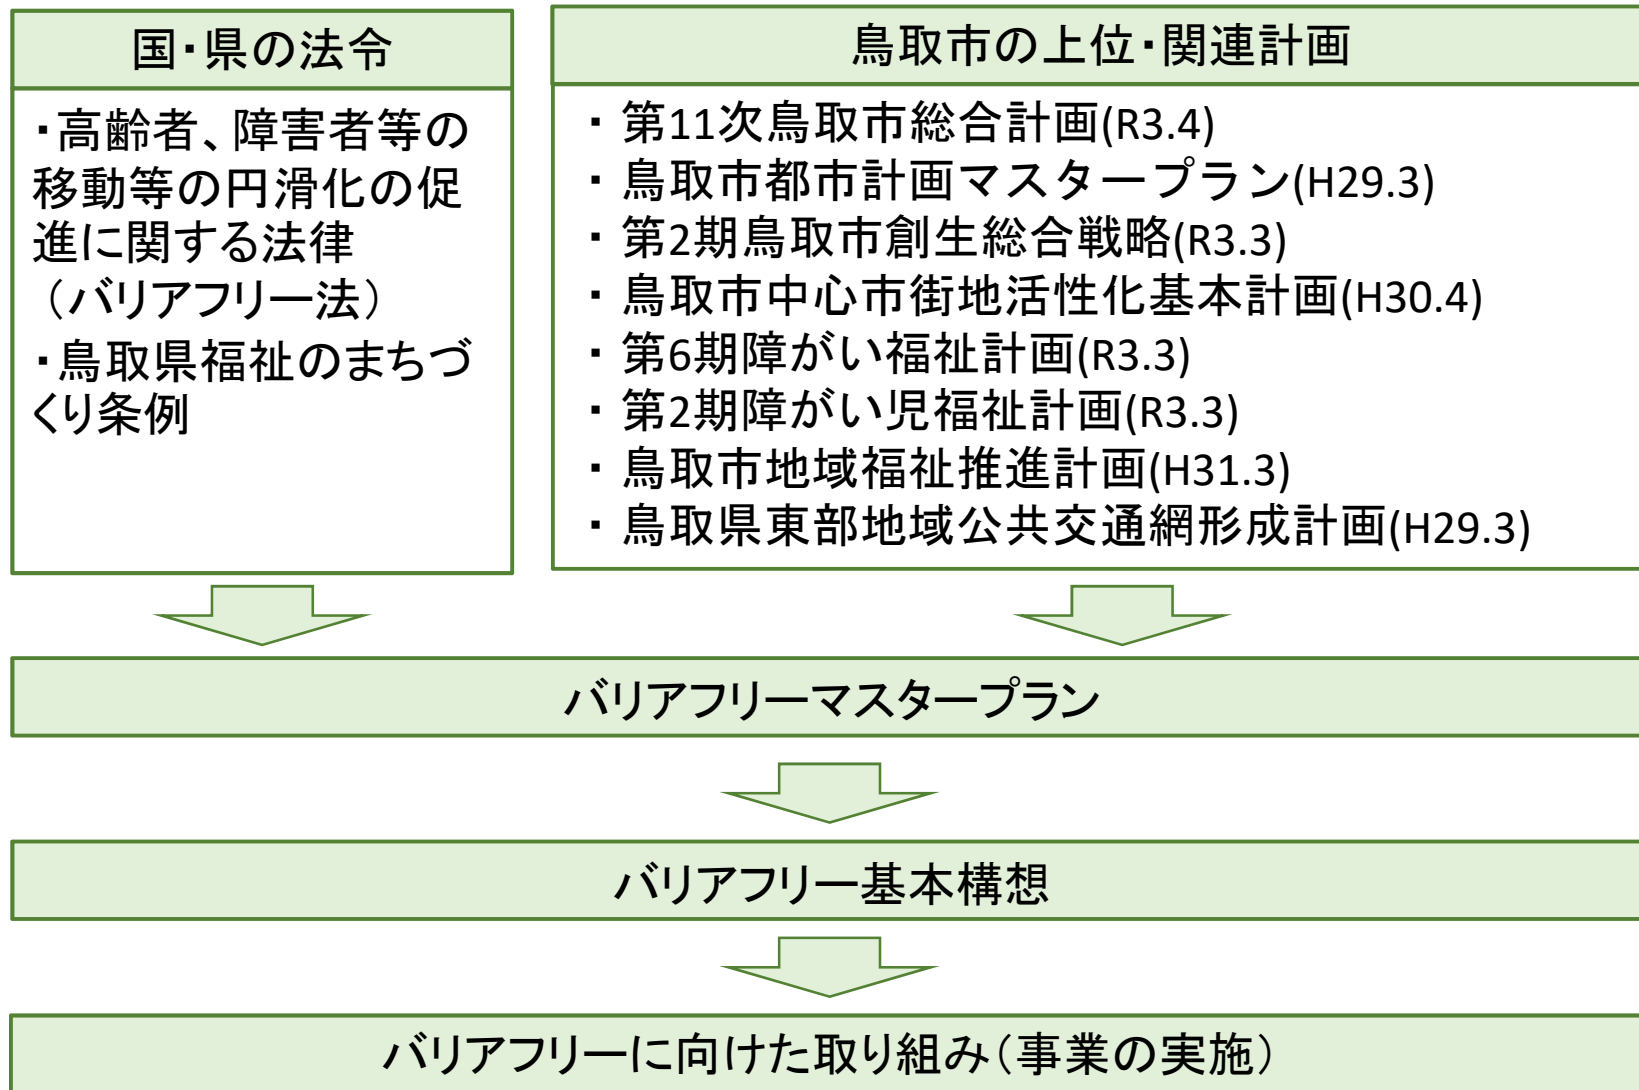 国・県の法令
・高齢者、障害者等の
移動等の円滑化の促
進に関する法律
（バリアフリー法）
・鳥取県福祉のまちづ
くり条例
鳥取市の上位・関連計画
・第11次鳥取市総合計画(R3.4)
・鳥取市都市計画マスタープラン(H29.3)
・第2期鳥取市創生総合戦略(R3.3)
・鳥取市中心市街地活性化基本計画(H30.4)
・第6期障がい福祉計画(R3.3)
・第2期障がい児福祉計画(R3.3)
・鳥取市地域福祉推進計画(H31.3)
・鳥取県東部地域公共交通網形成計画(H29.3)
バリアフリーマスタープラン
バリアフリー基本構想
バリアフリーに向けた取り組み（事業の実施）